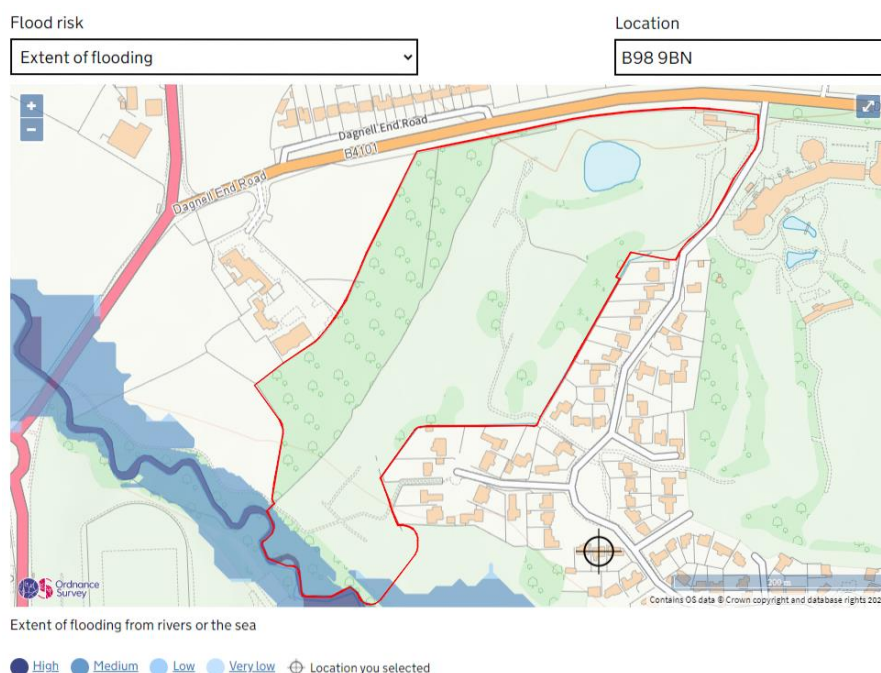 Flood risk
Location
Extent of flooding
B98 9BN
+
−
Dagnell End Road
B4101
Dagnell End Road
Ordnance
Survey
200 m
Contains OS data © Crown copyright and database rights 202
Extent of flooding from rivers or the sea
High
Medium
Low
Very low
Location you selected